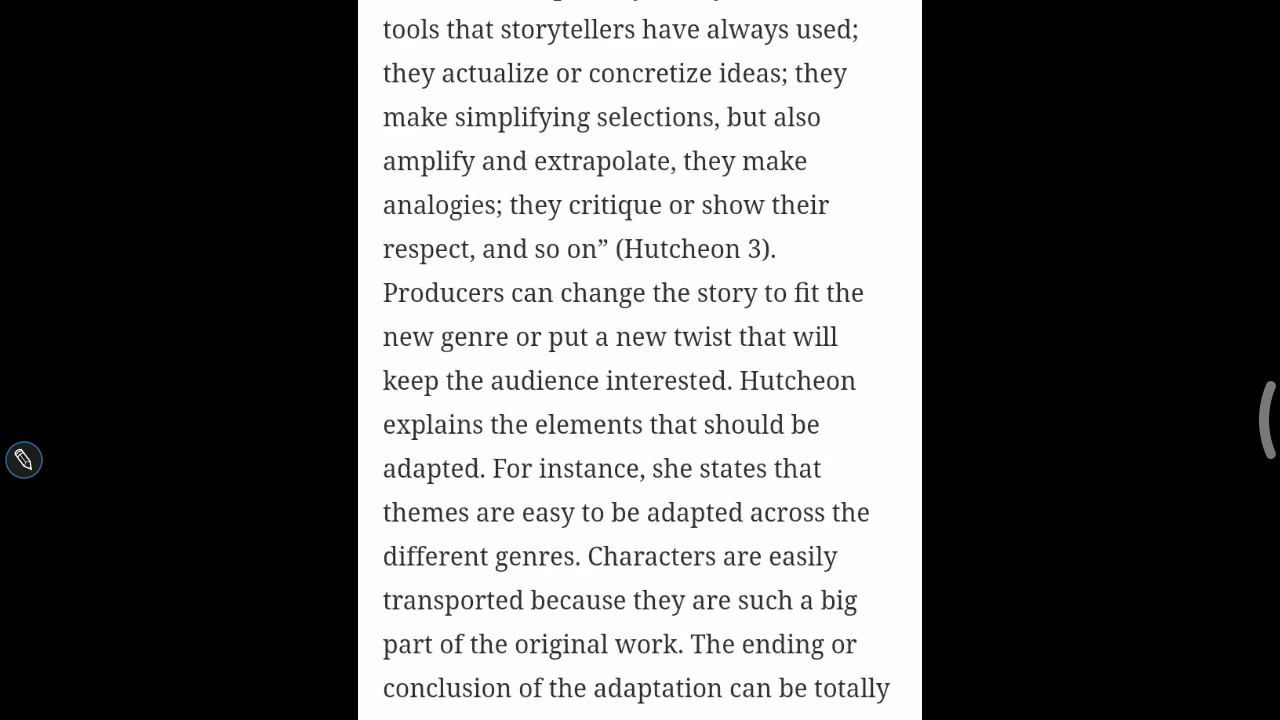 tools that storytellers have always used;
they actualize or concretize ideas; they
make simplifying selections, but also
amplify and extrapolate, they make
analogies; they critique or show their
respect, and so on” (Hutcheon 3).
Producers can change the story to fit the
new genre or put a new twist that will
keep the audience interested. Hutcheon
explains the elements that should be
adapted. For instance, she states that
themes are easy to be adapted across the
different genres. Characters are easily
transported because they are such a big
part of the original work. The ending or
conclusion of the adaptation can be totally